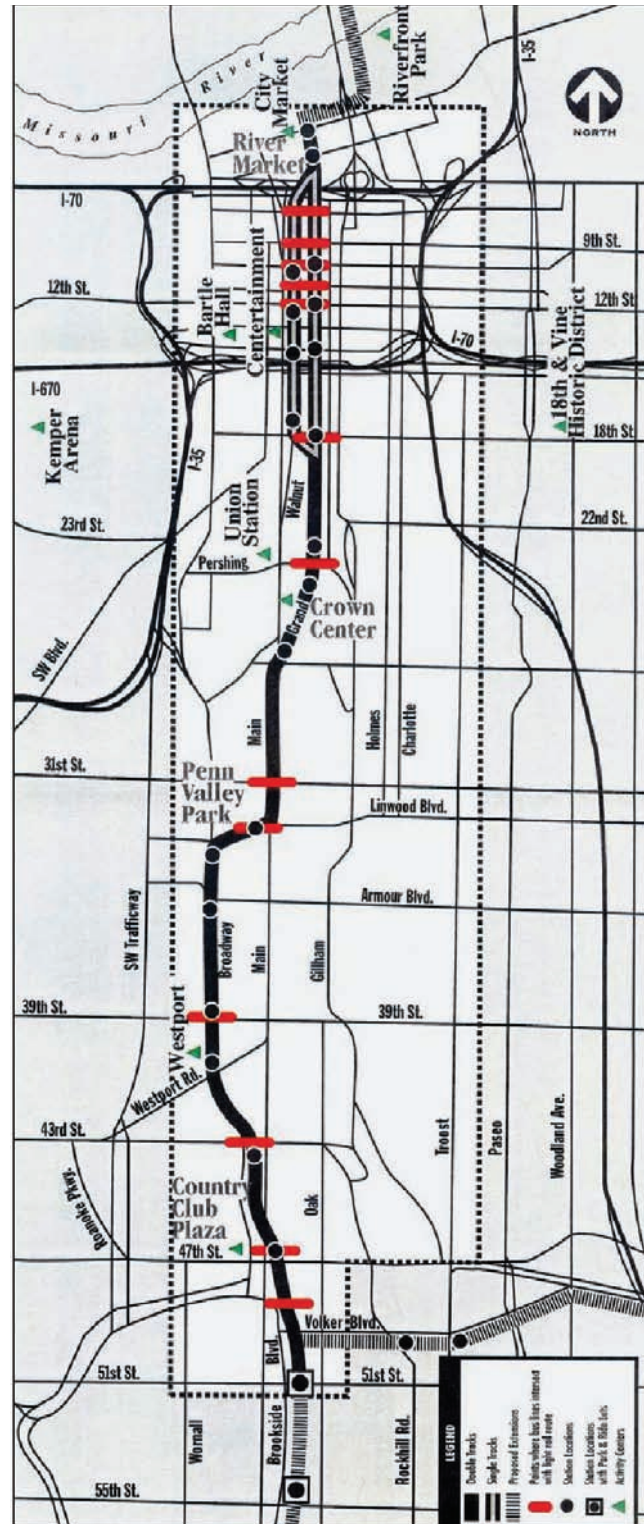 Missouri River
City
Market
Riverfront
Park
I-35
NORTH
River
Market
I-70
9th St.
12th St.
Bartle
Hall
Centertainment
12th St.
I-70
I-670
Kemper
Arena
I-35
18th & Vine
Historic District
18th St.
23rd St.
Union
Station
Walnut
22nd St.
Pershing
Grand
Crown
Center
SW Blvd.
Main
Holmes
Charlotte
31st St.
Penn
Valley
Park
Linwood Blvd.
SW Trafficway
Broadway
Main
Gillham
Armour Blvd.
39th St.
39th St.
Westport
Westport Rd.
43rd St.
Roanoke Pkwy.
Troost
Paseo
Woodland Ave.
Country
Club
Plaza
Oak
47th St.
Volker Blvd.
51st St.
Blvd.
51st St.
Wornall
Brookside
Rockhill Rd.
55th St.
LEGEND
Double Tracks
Single Tracks
Proposed Extensions
Points where bus lines intersect
with light rail route
Station Locations
Station Locations
with Park & Ride Lots
Activity Centers